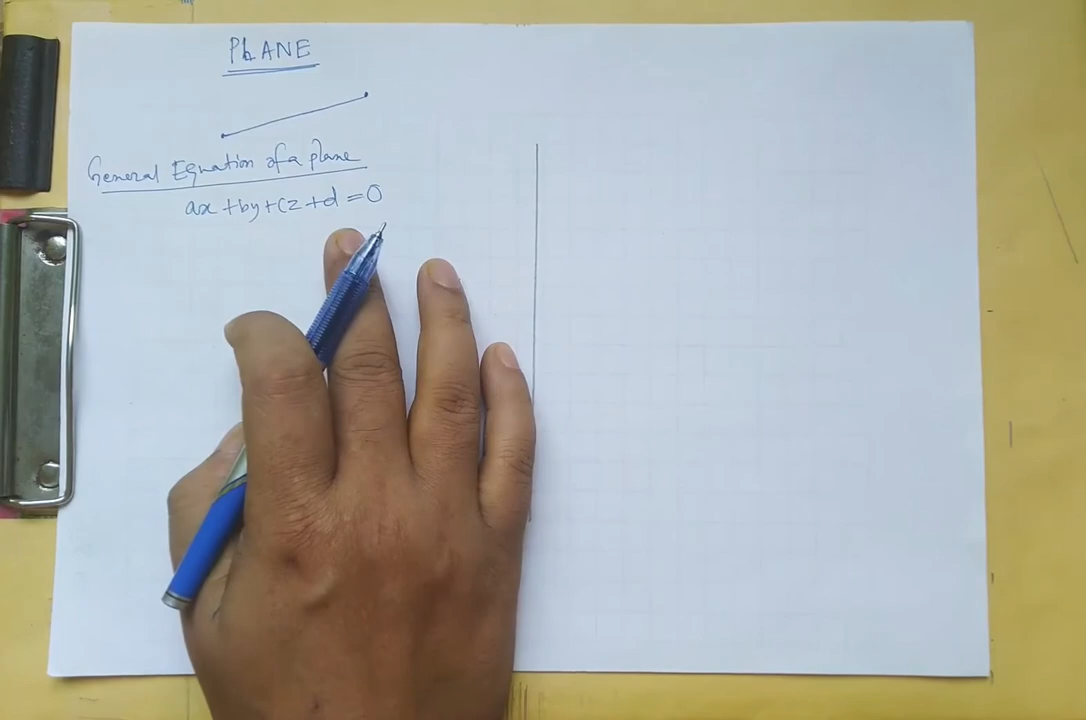 PLANE
General Equation of a plane
ax + by + cz + d = 0